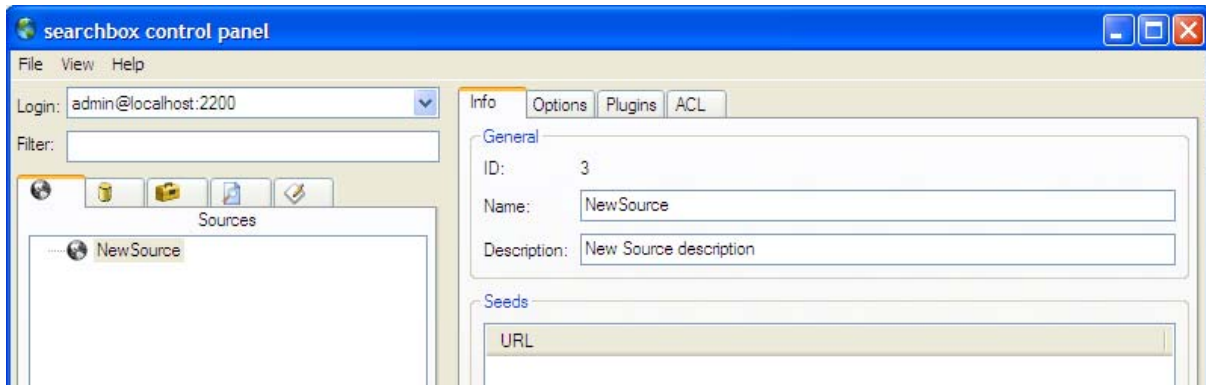 searchbox control panel
File View Help
Login: admin@localhost:2200
Filter:
Sources
NewSource
Info Options Plugins ACL
General
ID: 3
Name: NewSource
Description: New Source description
Seeds
URL